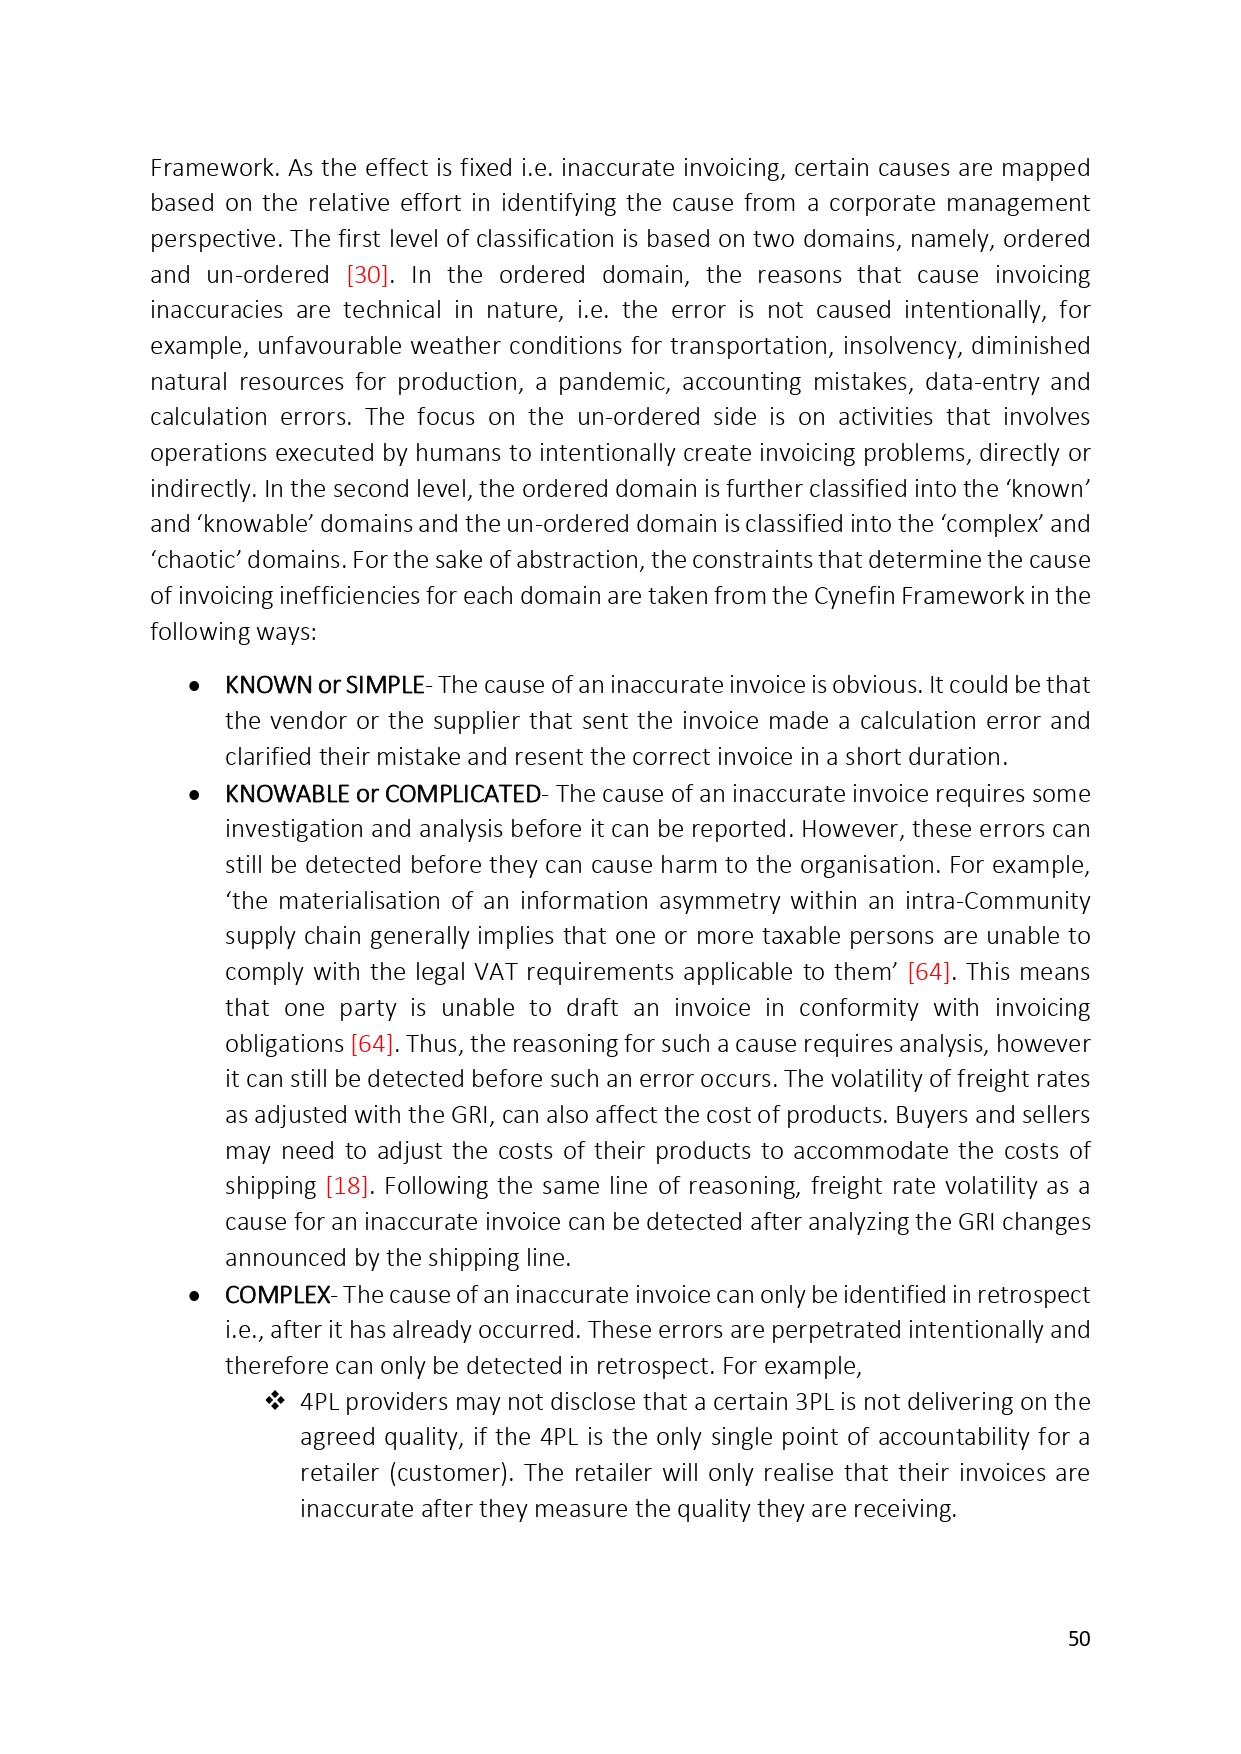 Framework. As the effect is fixed i.e. inaccurate invoicing, certain causes are mapped
based on the relative effort in identifying the cause from a corporate management
perspective. The first level of classification is based on two domains, namely, ordered
and un-ordered [30]. In the ordered domain, the reasons that cause invoicing
inaccuracies are technical in nature, i.e. the error is not caused intentionally, for
example, unfavourable weather conditions for transportation, insolvency, diminished
natural resources for production, a pandemic, accounting mistakes, data-entry and
calculation errors. The focus on the un-ordered side is on activities that involves
operations executed by humans to intentionally create invoicing problems, directly or
indirectly. In the second level, the ordered domain is further classified into the ‘known’
and ‘knowable’ domains and the un-ordered domain is classified into the ‘complex’ and
‘chaotic’ domains. For the sake of abstraction, the constraints that determine the cause
of invoicing inefficiencies for each domain are taken from the Cynefin Framework in the
following ways:
• KNOWN or SIMPLE- The cause of an inaccurate invoice is obvious. It could be that
the vendor or the supplier that sent the invoice made a calculation error and
clarified their mistake and resent the correct invoice in a short duration.
• KNOWABLE or COMPLICATED- The cause of an inaccurate invoice requires some
investigation and analysis before it can be reported. However, these errors can
still be detected before they can cause harm to the organisation. For example,
‘the materialisation of an information asymmetry within an intra-Community
supply chain generally implies that one or more taxable persons are unable to
comply with the legal VAT requirements applicable to them’ [64]. This means
that one party is unable to draft an invoice in conformity with invoicing
obligations [64]. Thus, the reasoning for such a cause requires analysis, however
it can still be detected before such an error occurs. The volatility of freight rates
as adjusted with the GRI, can also affect the cost of products. Buyers and sellers
may need to adjust the costs of their products to accommodate the costs of
shipping [18]. Following the same line of reasoning, freight rate volatility as a
cause for an inaccurate invoice can be detected after analyzing the GRI changes
announced by the shipping line.
• COMPLEX- The cause of an inaccurate invoice can only be identified in retrospect
i.e., after it has already occurred. These errors are perpetrated intentionally and
therefore can only be detected in retrospect. For example,
❖ 4PL providers may not disclose that a certain 3PL is not delivering on the
agreed quality, if the 4PL is the only single point of accountability for a
retailer (customer). The retailer will only realise that their invoices are
inaccurate after they measure the quality they are receiving.
50